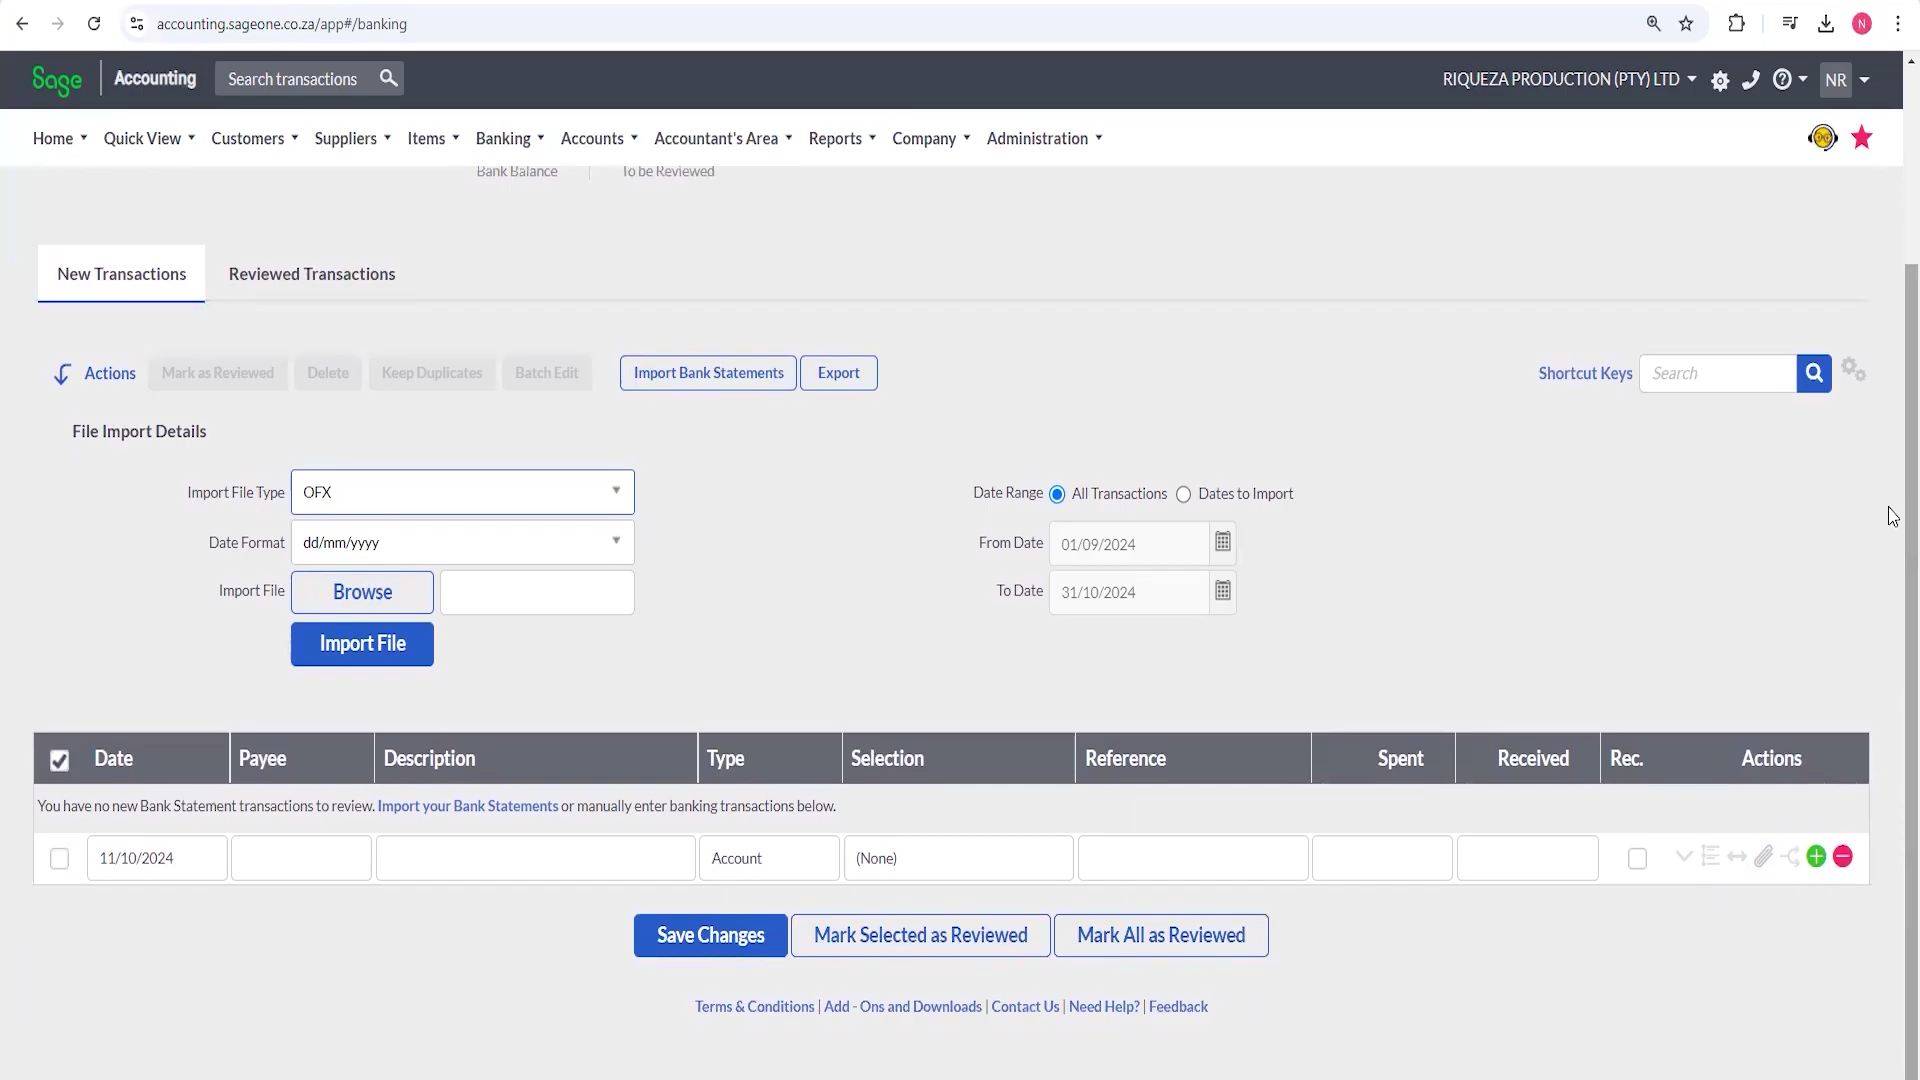 accounting.sageone.co.za/app#/banking
N
Sage Accounting Search transactions RIQUEZA PRODUCTION (PTY) LTD NR
Home Quick View Customers Suppliers Items Banking Accounts Accountant's Area Reports Company Administration
Bank Balance To be Reviewed
New Transactions Reviewed Transactions
Actions Mark as Reviewed Delete Keep Duplicates Batch Edit Import Bank Statements Export Shortcut Keys Search
File Import Details
Import File Type OFX Date Range All Transactions Dates to Import
Date Format dd/mm/yyyy From Date 01/09/2024
Import File Browse To Date 31/10/2024
Import File
Date Payee Description Type Selection Reference Spent Received Rec. Actions
You have no new Bank Statement transactions to review. Import your Bank Statements or manually enter banking transactions below.
11/10/2024 Account (None)
Save Changes Mark Selected as Reviewed Mark All as Reviewed
Terms & Conditions | Add - Ons and Downloads | Contact Us | Need Help? | Feedback